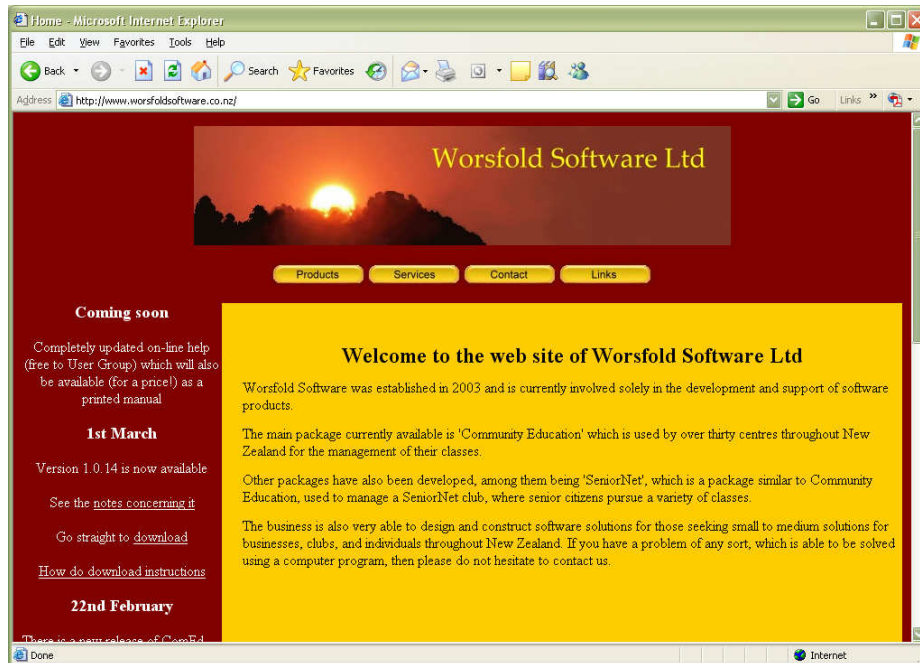 Home - Microsoft Internet Explorer
File Edit View Favorites Tools Help
Back Search Favorites
Address http://www.worsfoldsoftware.co.nz/ Go Links
Worsfold Software Ltd
Products Services Contact Links
Coming soon
Completely updated on-line help
(free to User Group) which will also
be available (for a price!) as a
printed manual
1st March
Version 1.0.14 is now available
See the notes concerning it
Go straight to download
How do download instructions
22nd February
There is a new release of ComEd
Welcome to the web site of Worsfold Software Ltd
Worsfold Software was established in 2003 and is currently involved solely in the development and support of software
products.
The main package currently available is 'Community Education' which is used by over thirty centres throughout New
Zealand for the management of their classes.
Other packages have also been developed, among them being 'SeniorNet', which is a package similar to Community
Education, used to manage a SeniorNet club, where senior citizens pursue a variety of classes.
The business is also very able to design and construct software solutions for those seeking small to medium solutions for
businesses, clubs, and individuals throughout New Zealand. If you have a problem of any sort, which is able to be solved
using a computer program, then please do not hesitate to contact us.
Done Internet